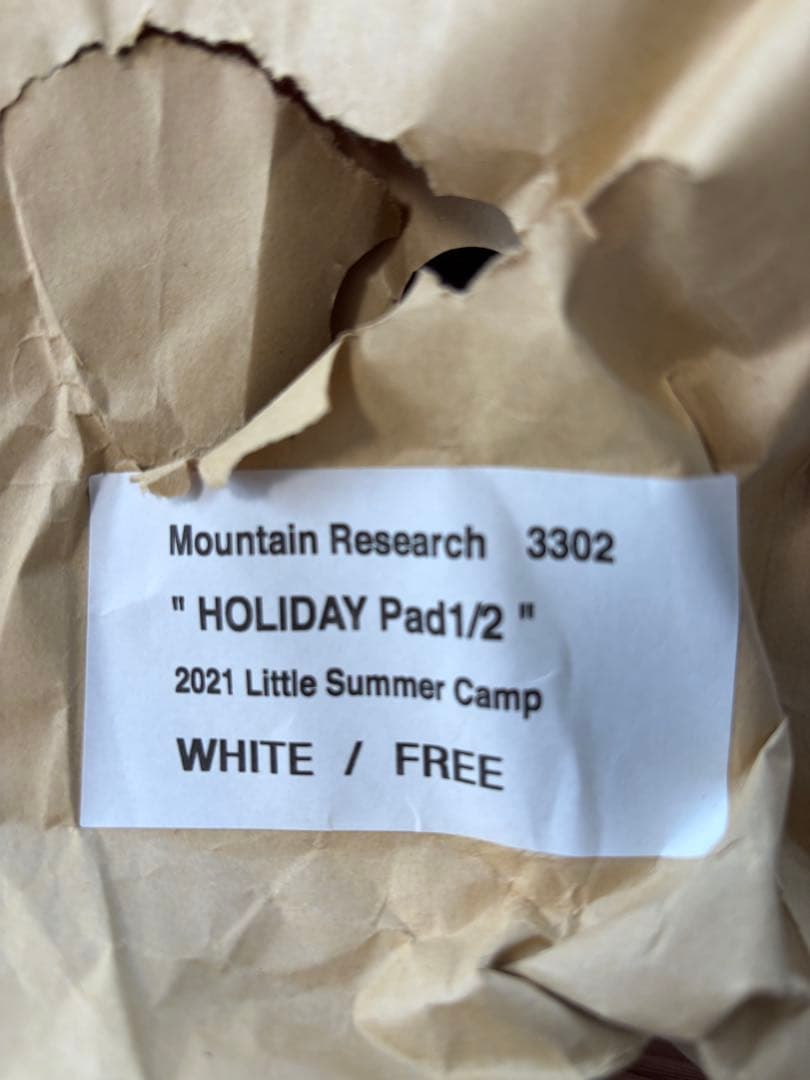 Mountain Research 3302
" HOLIDAY Pad1/2 "
2021 Little Summer Camp
WHITE / FREE